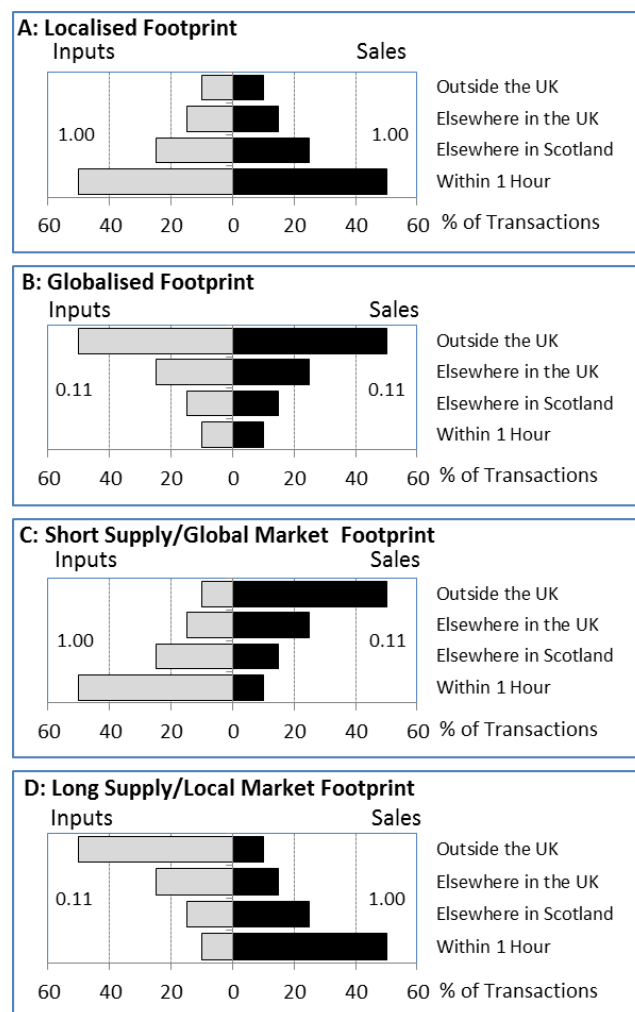 A: Localised Footprint
Inputs Sales
Outside the UK
Elsewhere in the UK
1.00 1.00
Elsewhere in Scotland
Within 1 Hour
60 40 20 0 20 40 60 % of Transactions
B: Globalised Footprint
Inputs Sales
Outside the UK
Elsewhere in the UK
0.11 0.11
Elsewhere in Scotland
Within 1 Hour
60 40 20 0 20 40 60 % of Transactions
C: Short Supply/Global Market Footprint
Inputs Sales
Outside the UK
Elsewhere in the UK
1.00 0.11
Elsewhere in Scotland
Within 1 Hour
60 40 20 0 20 40 60 % of Transactions
D: Long Supply/Local Market Footprint
Inputs Sales
Outside the UK
Elsewhere in the UK
0.11 1.00
Elsewhere in Scotland
Within 1 Hour
60 40 20 0 20 40 60 % of Transactions